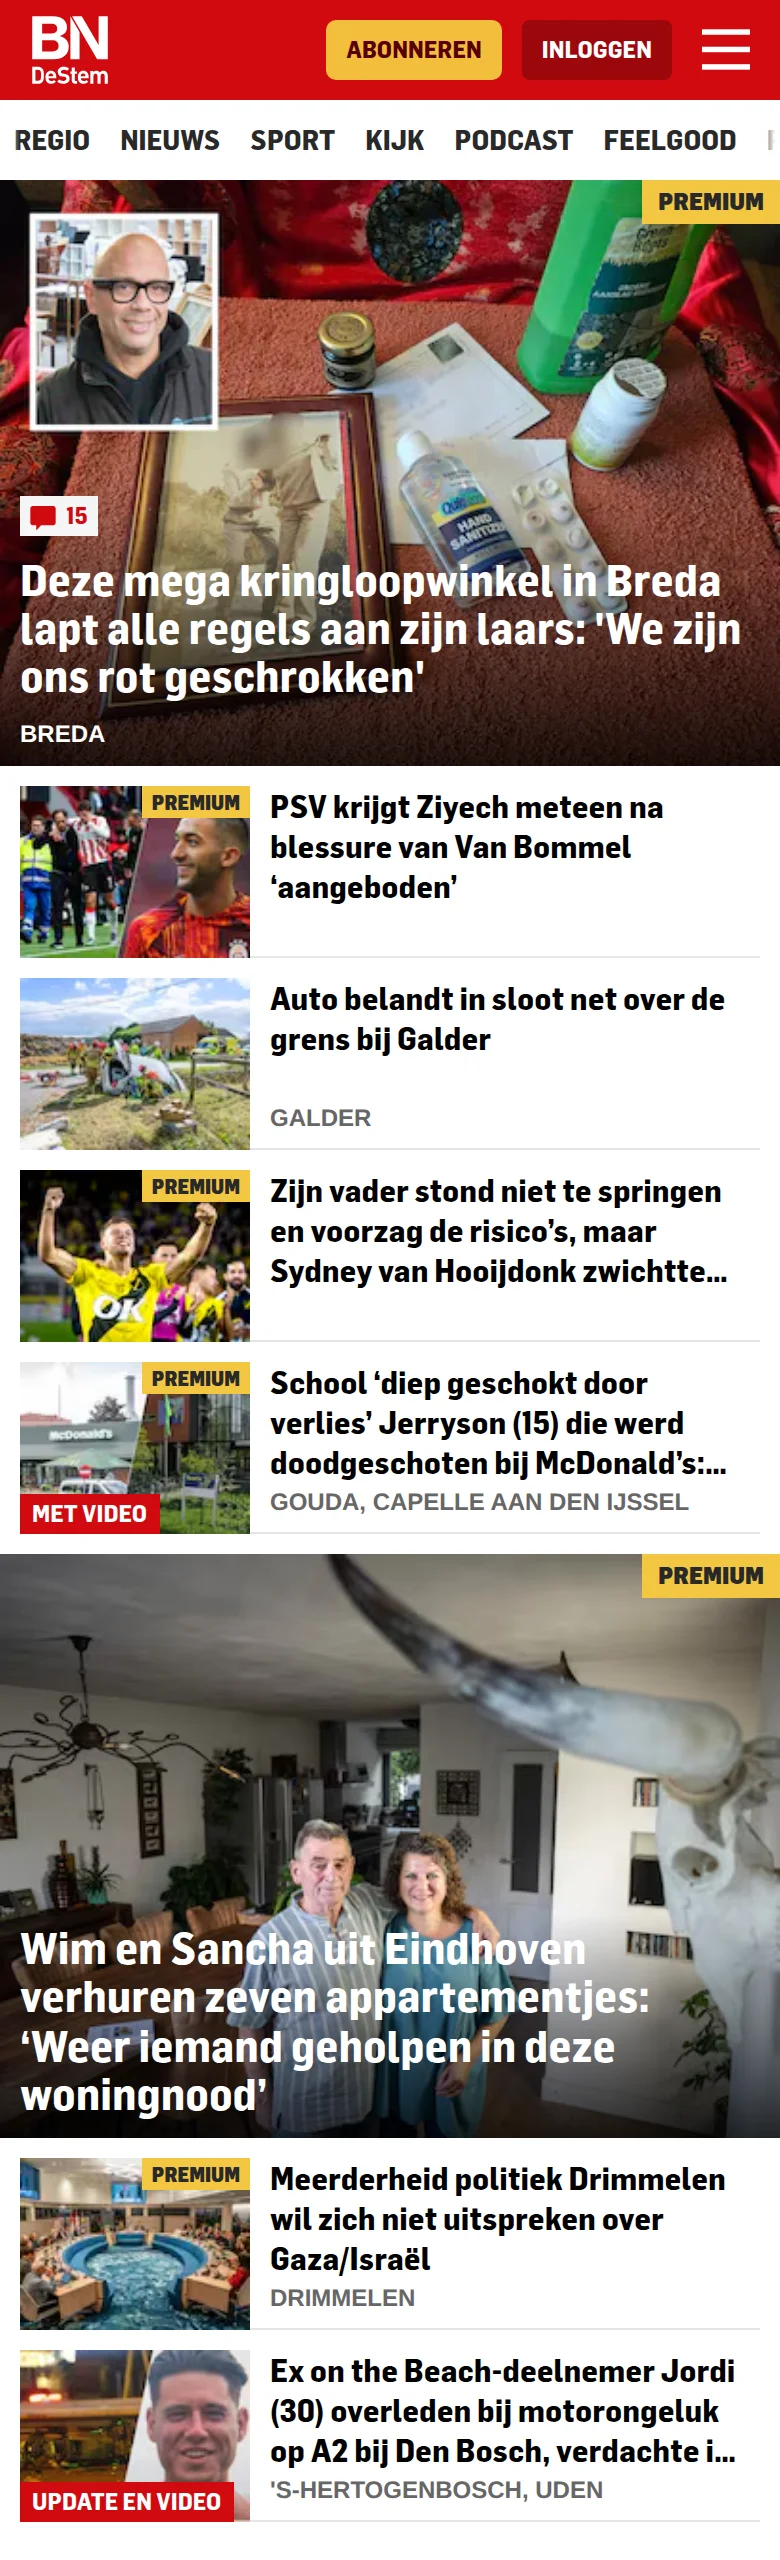 BN
DeStem
ABONNEREN
INLOGGEN
REGIO NIEUWS SPORT KIJK PODCAST FEELGOOD
PREMIUM
HAND
SANITIZER
15
Deze mega kringloopwinkel in Breda
lapt alle regels aan zijn laars: 'We zijn
ons rot geschrokken'
BREDA
PREMIUM
PSV krijgt Ziyech meteen na
blessure van Van Bommel
‘aangeboden’
Auto belandt in sloot net over de
grens bij Galder
GALDER
PREMIUM
OK
Zijn vader stond niet te springen
en voorzag de risico’s, maar
Sydney van Hooijdonk zwichtte...
PREMIUM
McDonald's
MET VIDEO
School ‘diep geschokt door
verlies’ Jerryson (15) die werd
doodgeschoten bij McDonald’s:...
GOUDA, CAPELLE AAN DEN IJSSEL
PREMIUM
Wim en Sancha uit Eindhoven
verhuren zeven appartementjes:
‘Weer iemand geholpen in deze
woningnood’
PREMIUM
Meerderheid politiek Drimmelen
wil zich niet uitspreken over
Gaza/Israël
DRIMMELEN
UPDATE EN VIDEO
Ex on the Beach-deelnemer Jordi
(30) overleden bij motorongeluk
op A2 bij Den Bosch, verdachte i...
'S-HERTOGENBOSCH, UDEN